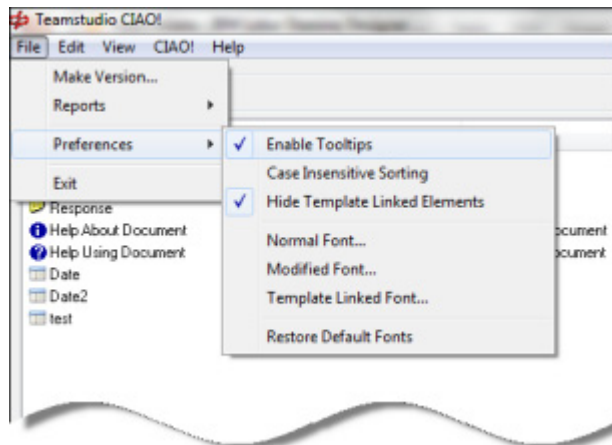 Teamstudio CIAO!
File Edit View CIAO! Help
Make Version...
Reports
Preferences
Exit
Enable Tooltips
Case Insensitive Sorting
Hide Template Linked Elements
Normal Font...
Modified Font...
Template Linked Font...
Restore Default Fonts
Response
Help About Document
Help Using Document
Date
Date2
test
ocument
ocument